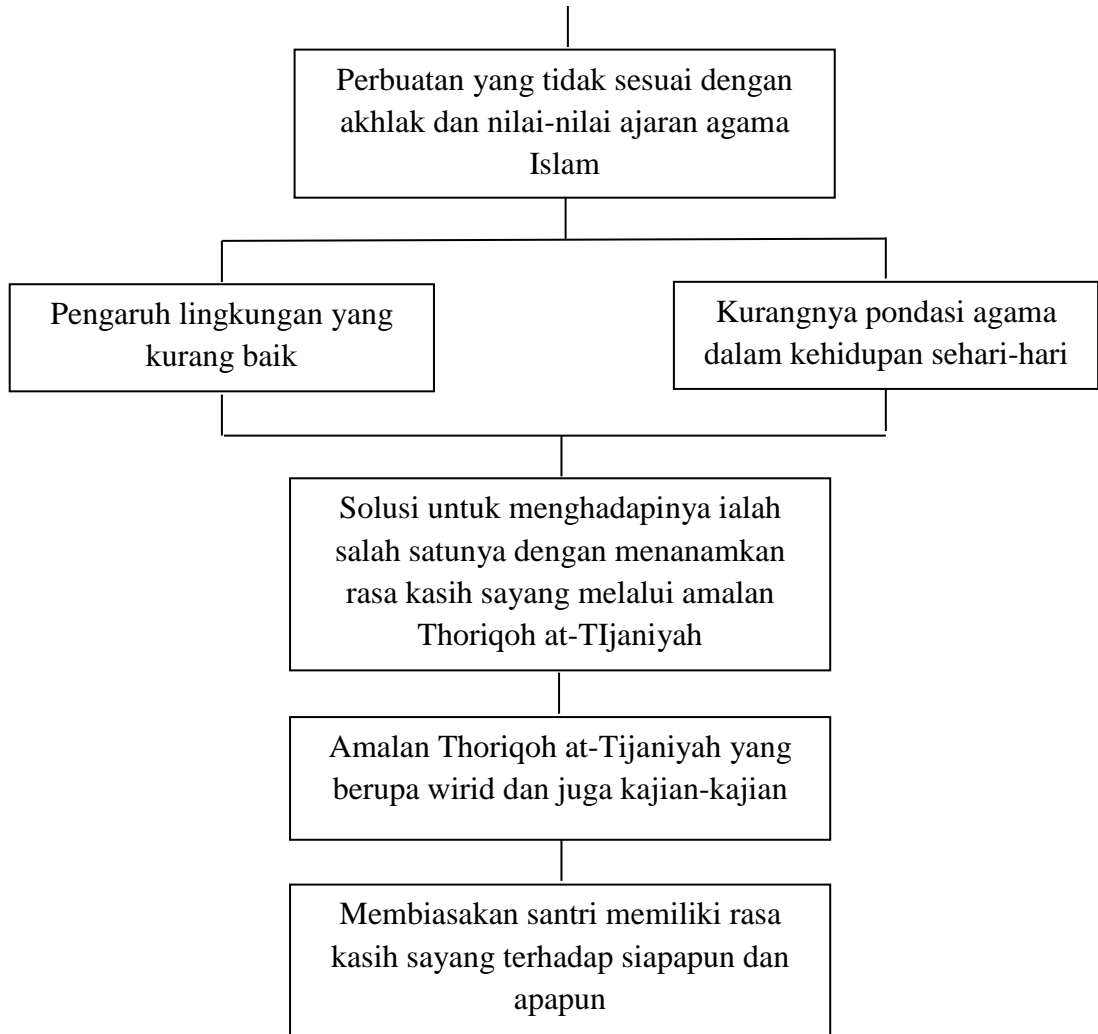 Perbuatan yang tidak sesuai dengan
akhlak dan nilai-nilai ajaran agama
Islam
Pengaruh lingkungan yang
kurang baik
Kurangnya pondasi agama
dalam kehidupan sehari-hari
Solusi untuk menghadapinya ialah
salah satunya dengan menanamkan
rasa kasih sayang melalui amalan
Thoriqoh at-TIjaniyah
Amalan Thoriqoh at-Tijaniyah yang
berupa wirid dan juga kajian-kajian
Membiasakan santri memiliki rasa
kasih sayang terhadap siapapun dan
apapun